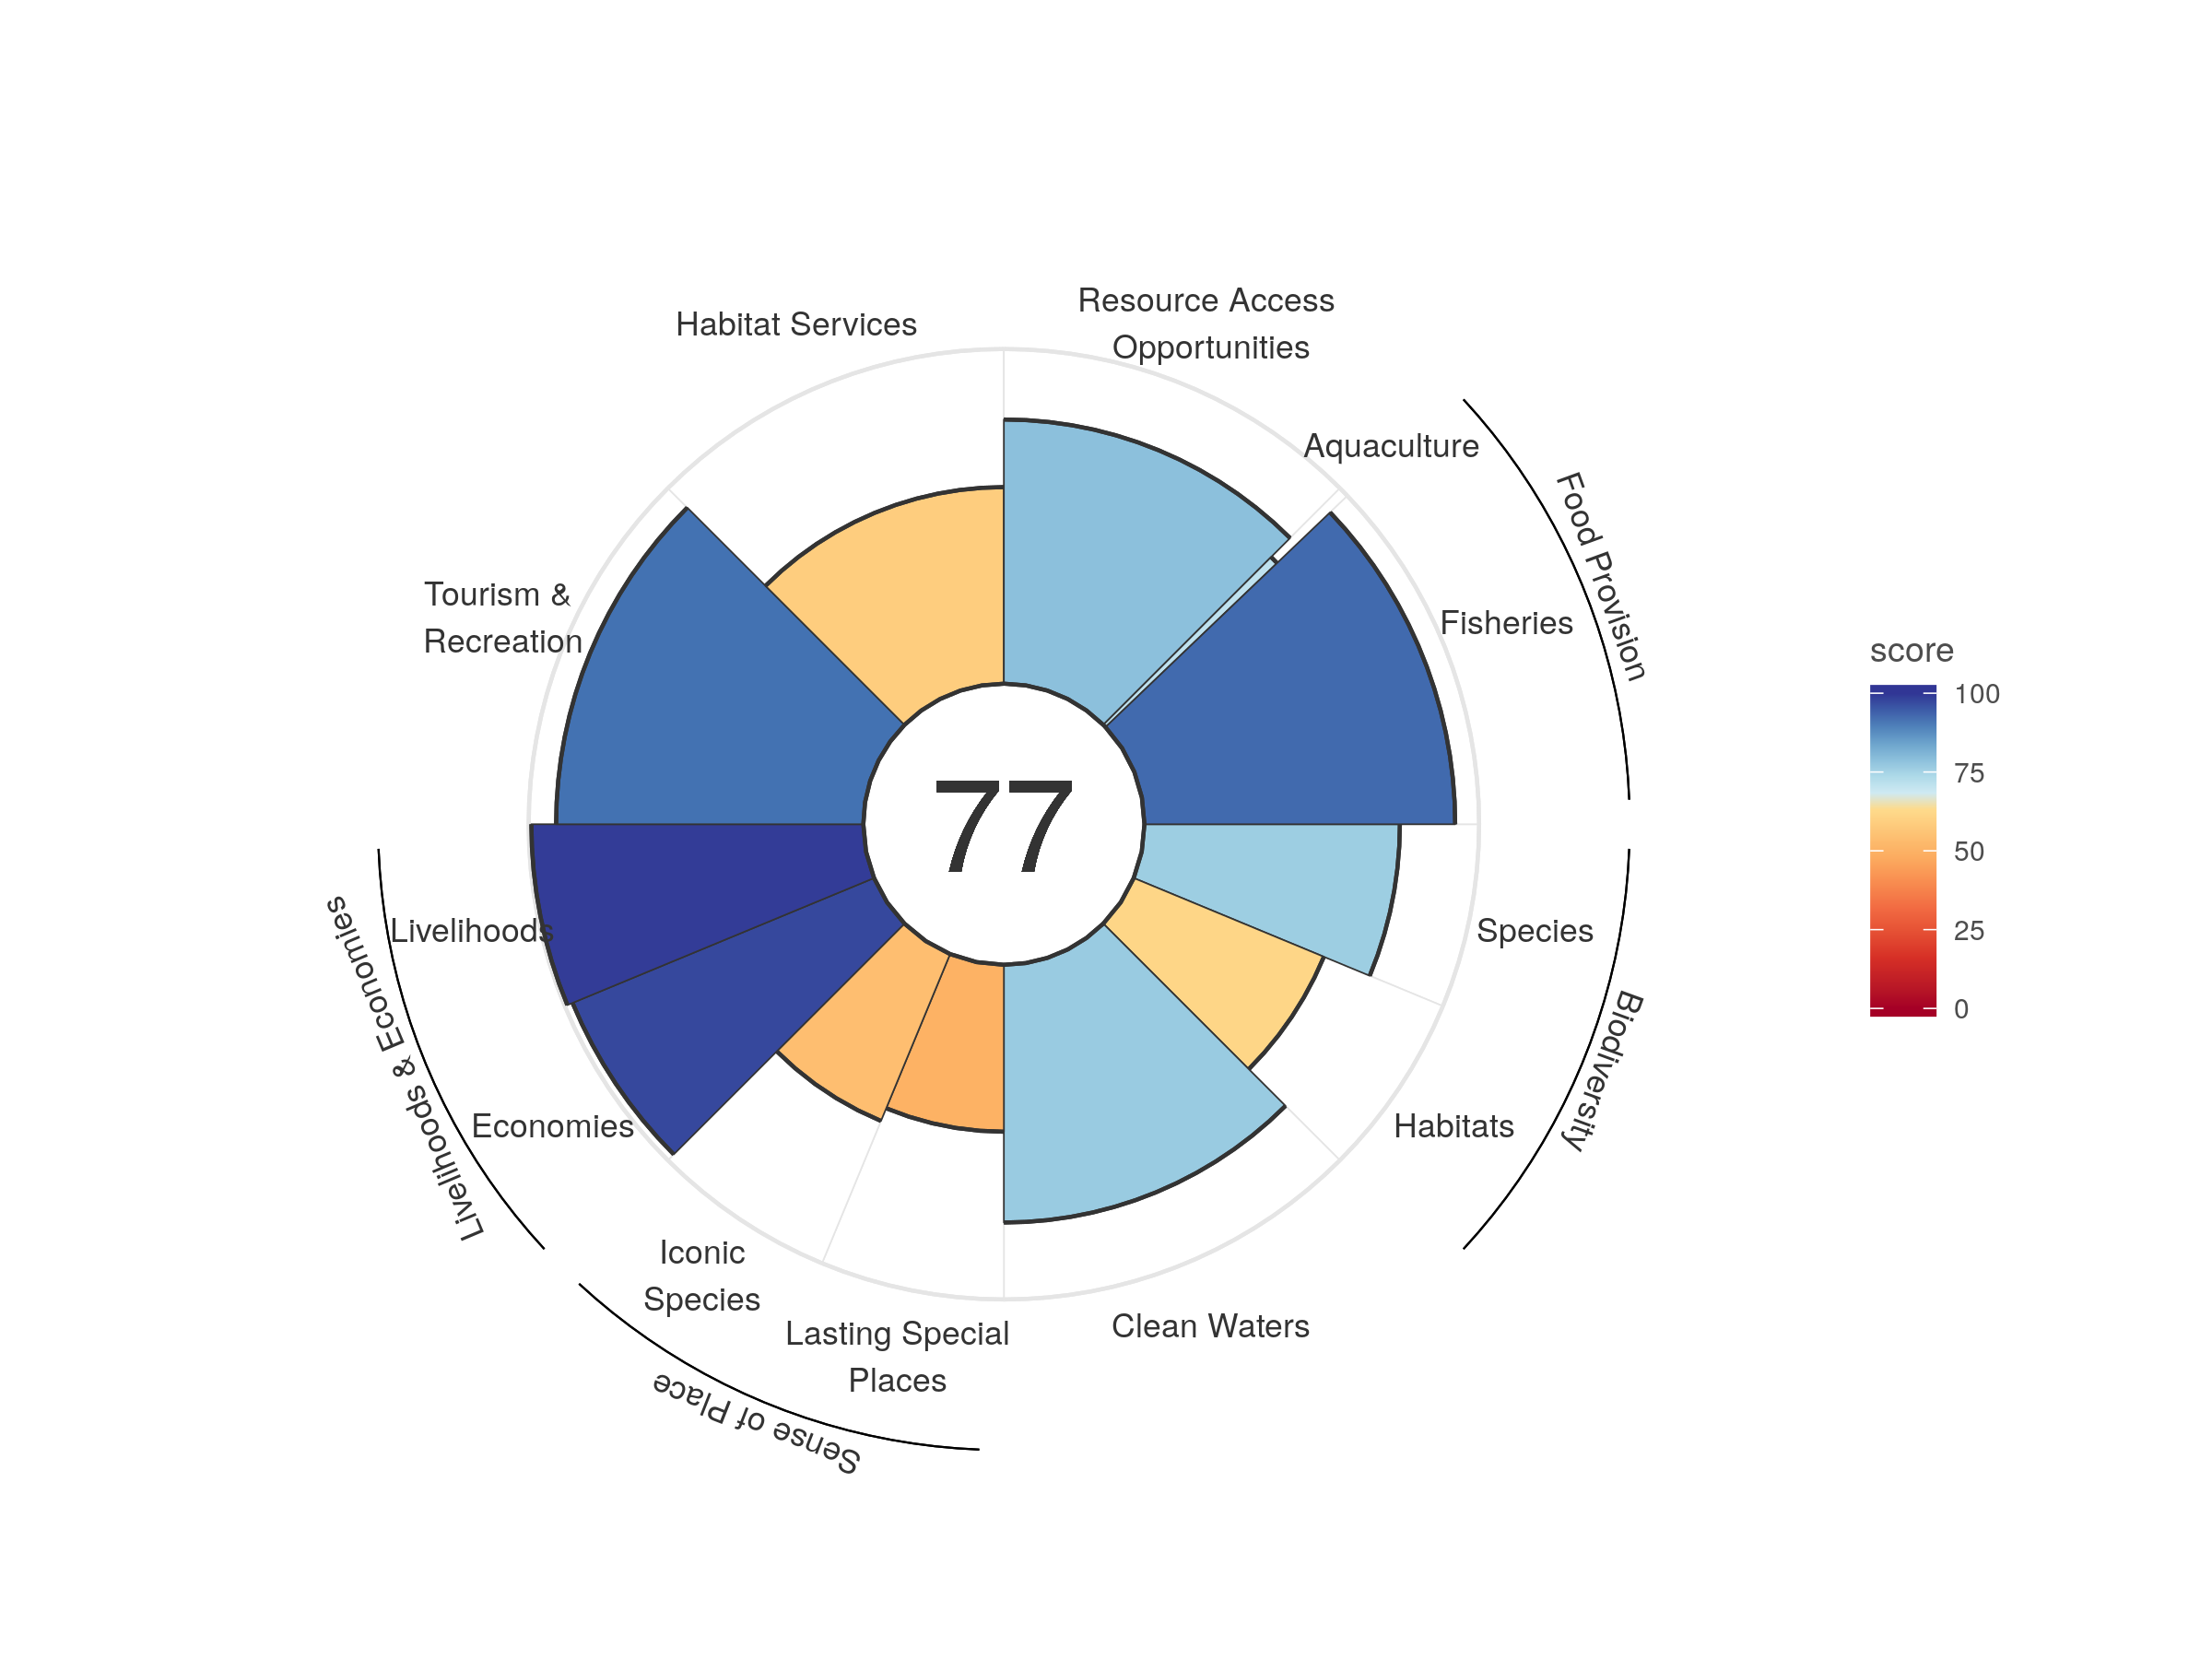 Resource Access
Opportunities
Habitat Services
Aquaculture
Food Provision
Tourism &
Recreation
Fisheries
score
100
75
50
25
0
77
Livelihoods
Species
Livelihoods & Economies
Biodiversity
Economies
Habitats
Iconic
Species
Lasting Special
Places
Clean Waters
Sense of Place